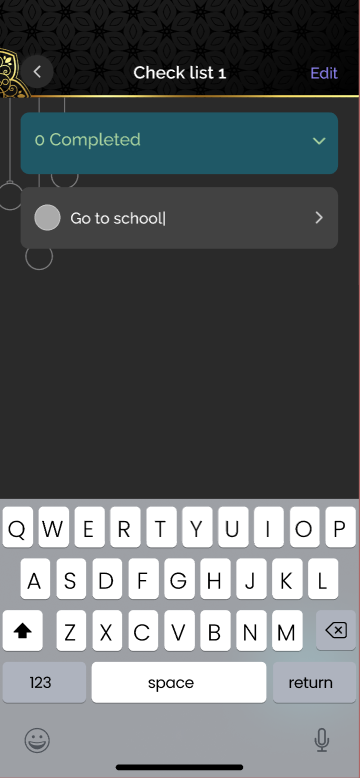 Check list 1
Edit
0 Completed
Go to school
Q W E R T Y U I O P
A S D F G H J K L
Z X C V B N M
123 space return